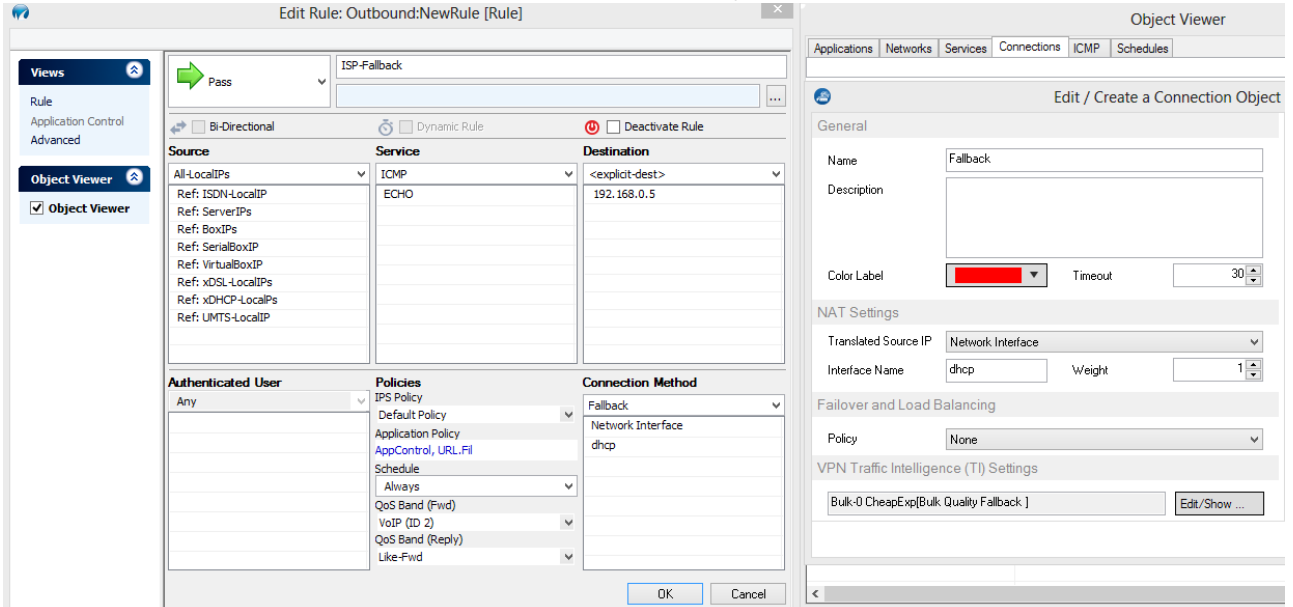 Edit Rule: Outbound:NewRule [Rule]
Views
Rule
Application Control
Advanced
Object Viewer
Object Viewer
Pass
ISP-Fallback
...
Bi-Directional
Dynamic Rule
Deactivate Rule
Source
Service
Destination
All-LocalIPs
ICMP
<explicit-dest>
Ref: ISDN-LocalIP
ECHO
192.168.0.5
Ref: ServerIPs
Ref: BoxIPs
Ref: SerialBoxIP
Ref: VirtualBoxIP
Ref: xDSL-LocalIPs
Ref: xDHCP-LocalPs
Ref: UMTS-LocalIP
Authenticated User
Policies
Connection Method
Any
IPS Policy
Default Policy
Application Policy
AppControl, URL.Fil
Schedule
Always
QoS Band (Fwd)
VoIP (ID 2)
QoS Band (Reply)
Like-Fwd
Fallback
Network Interface
dhcp
OK
Cancel
Object Viewer
Applications Networks Services Connections ICMP Schedules
Edit / Create a Connection Object
General
Name
Fallback
Description
Color Label
Timeout
30
NAT Settings
Translated Source IP
Network Interface
Interface Name
dhcp
Weight
1
Failover and Load Balancing
Policy
None
VPN Traffic Intelligence (TI) Settings
Bulk-0 CheapExp[Bulk Quality Fallback ]
Edit/Show ...